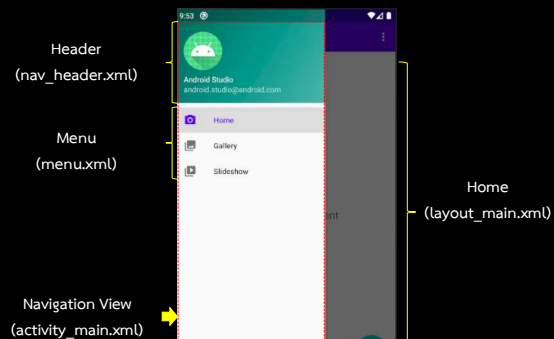 9:53
Header
(nav_header.xml)
Android Studio
android.studio@android.com
Menu
(menu.xml)
Home
Gallery
Slideshow
Home
(layout_main.xml)
ent
Navigation View
(activity_main.xml)